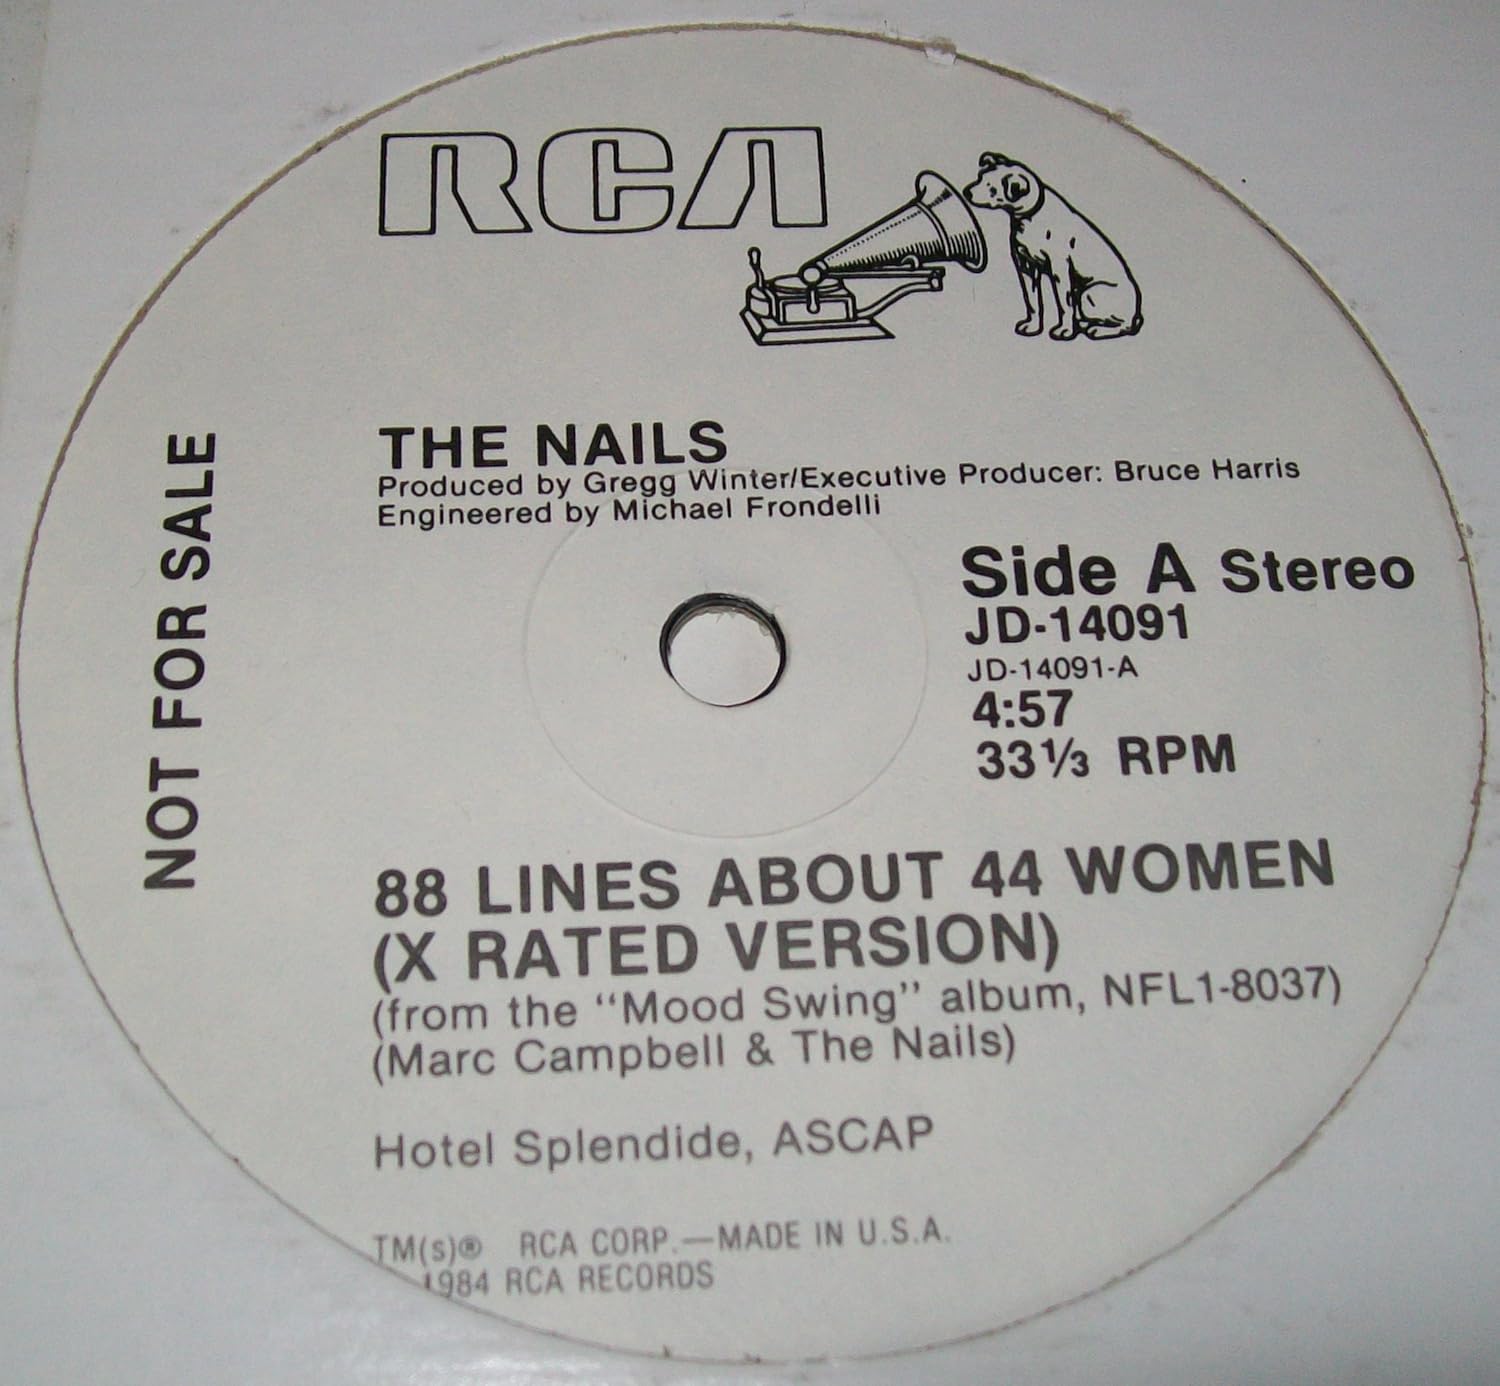 RCA
NOT FOR SALE
THE NAILS
Produced by Gregg Winter/Executive Producer: Bruce Harris
Engineered by Michael Frondelli
Side A Stereo
JD-14091
JD-14091-A
4:57
33⅓ RPM
88 LINES ABOUT 44 WOMEN
(X RATED VERSION)
(from the "Mood Swing" album, NFL1-8037)
(Marc Campbell & The Nails)
Hotel Splendide, ASCAP
TM(s)® RCA CORP.—MADE IN U.S.A.
1984 RCA RECORDS